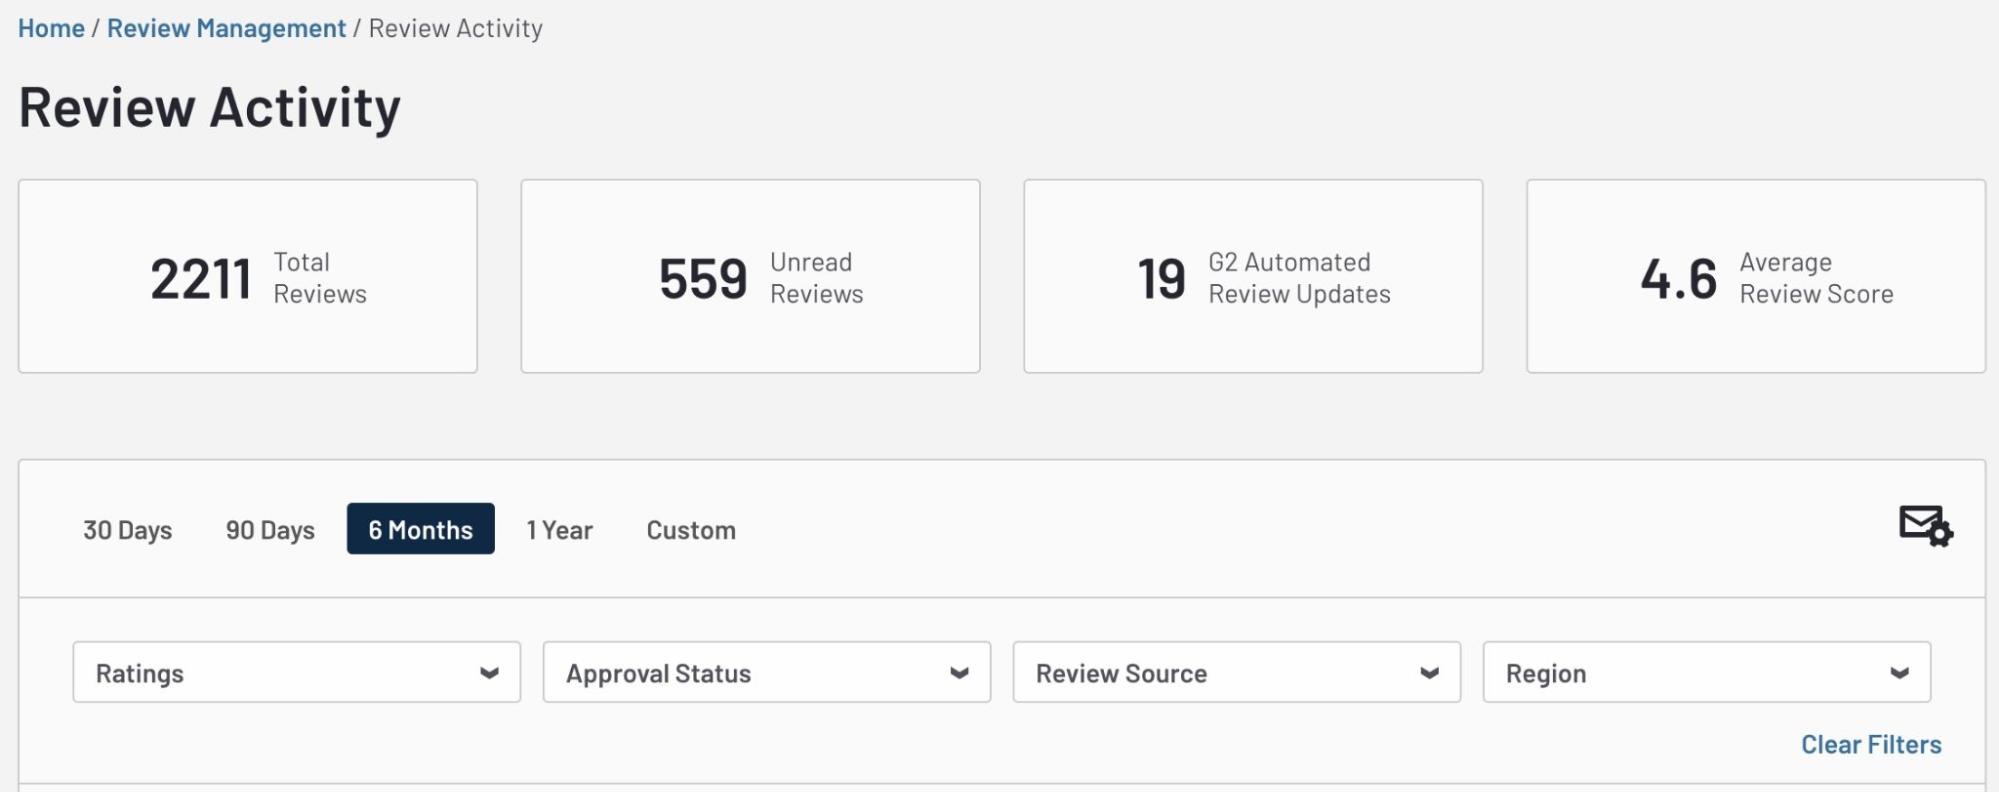 Home / Review Management / Review Activity
Review Activity
2211 Total Reviews
559 Unread Reviews
19 G2 Automated Review Updates
4.6 Average Review Score
30 Days 90 Days 6 Months 1 Year Custom
Ratings Approval Status Review Source Region
Clear Filters